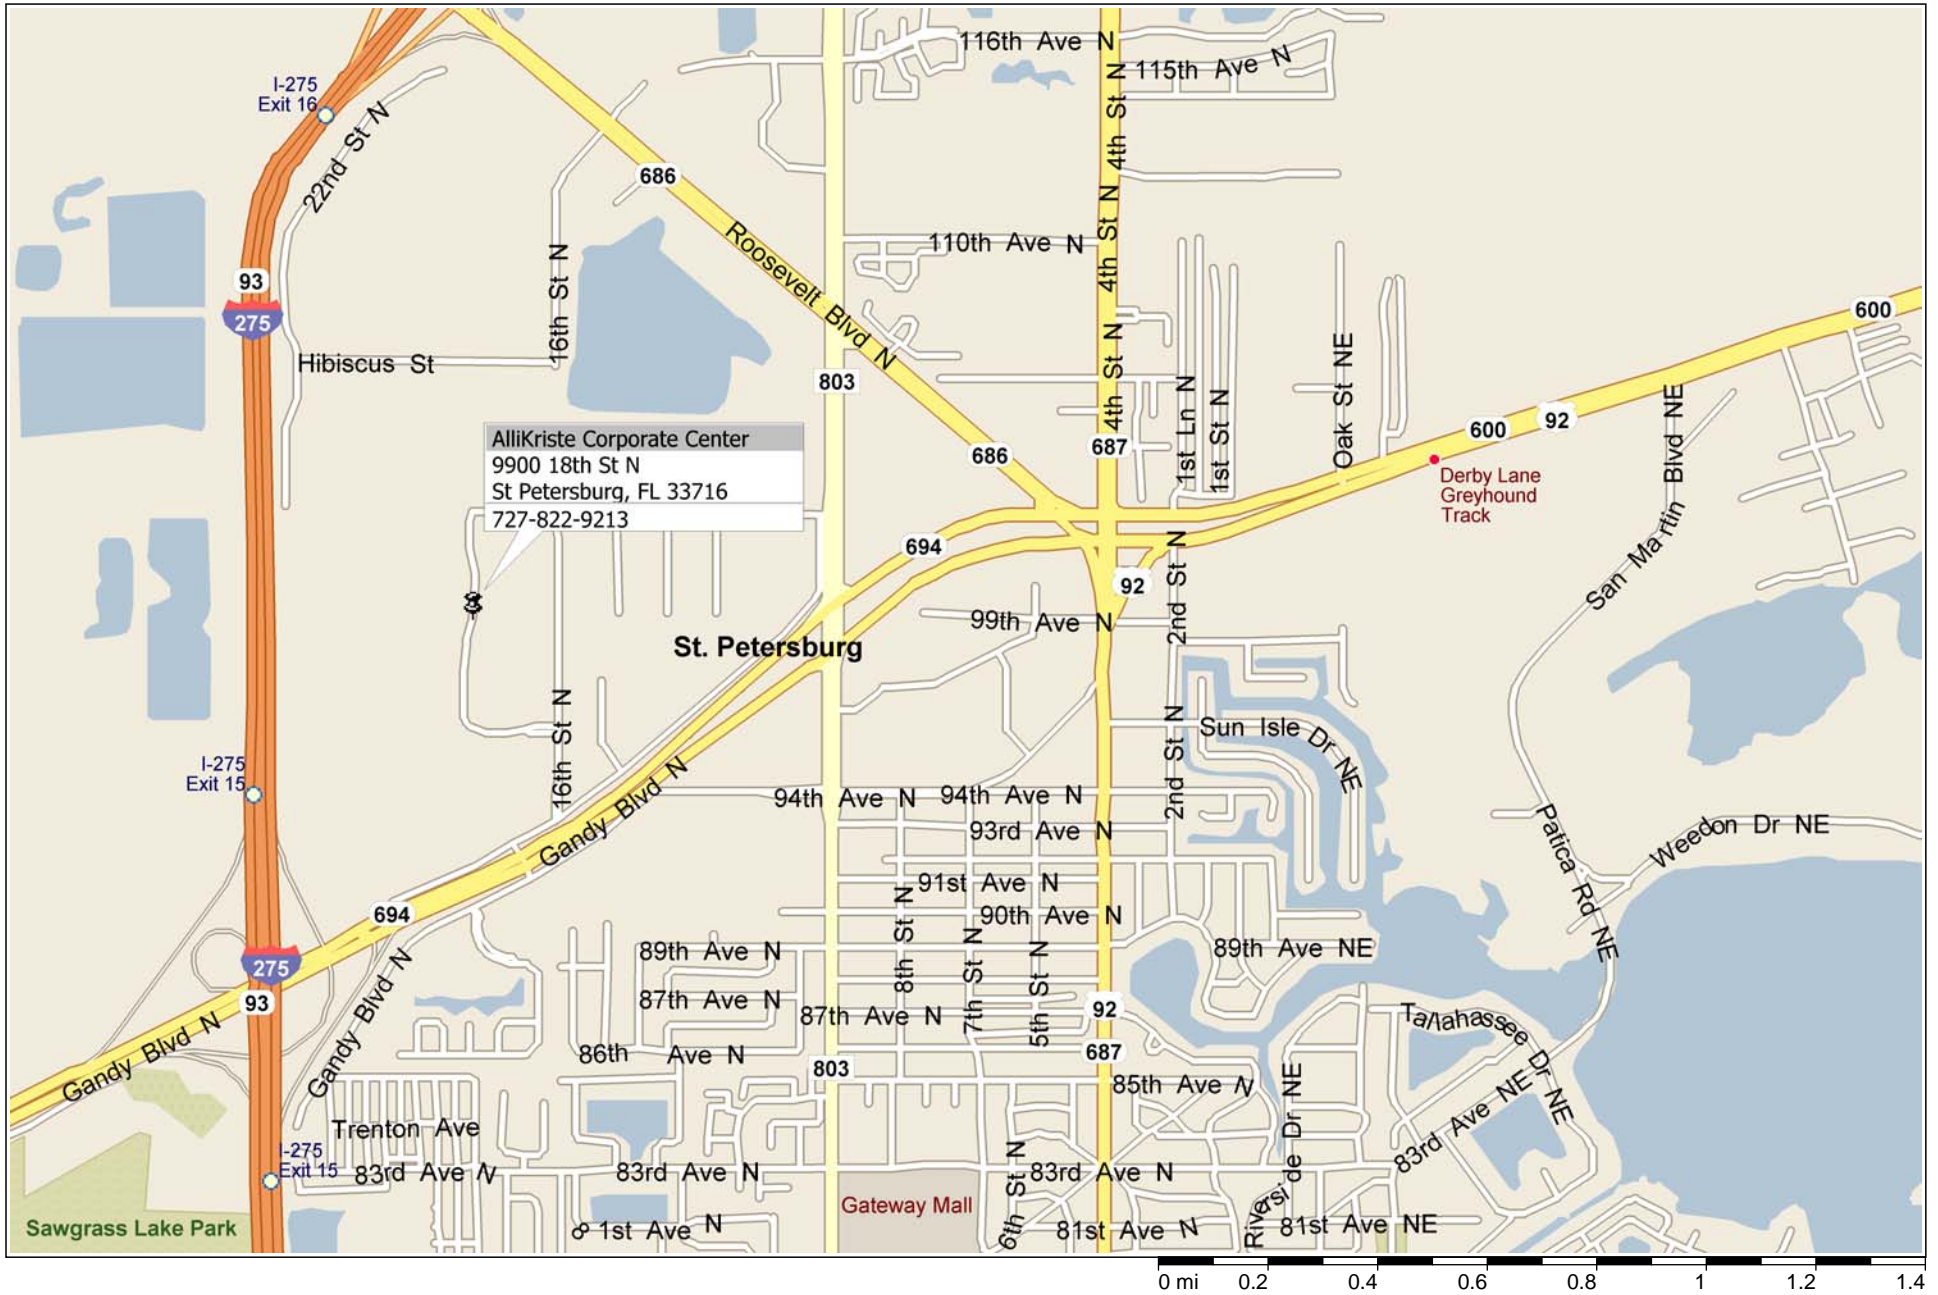 116th Ave N
115th Ave N
I-275
Exit 16
22nd St N
4th St N
686
4th St N
110th Ave N
Roosevelt Blvd N
16th St N
93
275
600
Hibiscus St
803
4th St N
Oak St NE
1st Ln N
1st St N
San Martin Blvd NE
92
600
687
686
AlliKriste Corporate Center
9900 18th St N
St Petersburg, FL 33716
727-822-9213
Derby Lane
Greyhound
Track
694
92
2nd St N
99th Ave N
St. Petersburg
16th St N
Sun Isle Dr NE
2nd St N
I-275
Exit 15
Gandy Blvd N
94th Ave N
94th Ave N
93rd Ave N
Patica Rd NE
Weedon Dr NE
91st Ave N
90th Ave N
694
8th St N
7th St N
5th St N
89th Ave N
89th Ave NE
275
93
87th Ave N
87th Ave N
92
Tallahassee Dr NE
Gandy Blvd N
Gandy Blvd N
86th Ave N
687
803
85th Ave N
Riverside Dr NE
83rd Ave NE
Trenton Ave
I-275
Exit 15
83rd Ave N
83rd Ave N
83rd Ave N
6th St N
Gateway Mall
Sawgrass Lake Park
81st Ave N
81st Ave N
81st Ave NE
0 mi 0.2 0.4 0.6 0.8 1 1.2 1.4